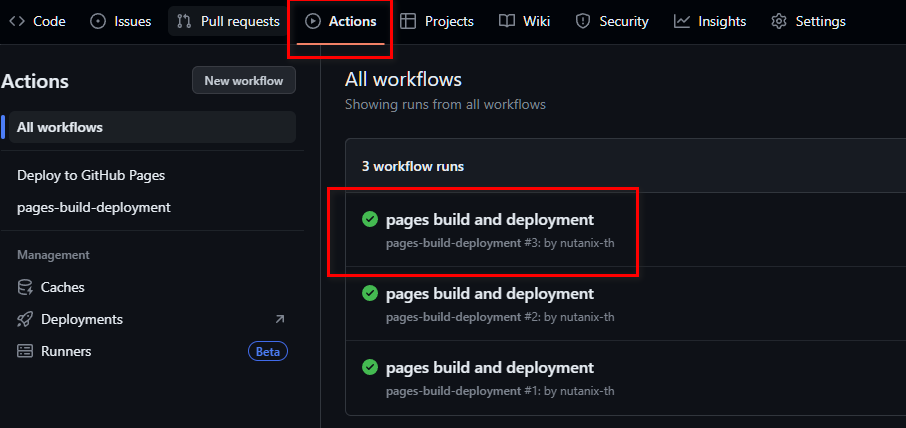 Code Issues Pull requests Actions Projects Wiki Security Insights Settings
Actions
New workflow
All workflows
Deploy to GitHub Pages
pages-build-deployment
Management
Caches
Deployments
Runners Beta
All workflows
Showing runs from all workflows
3 workflow runs
pages build and deployment
pages-build-deployment #3: by nutanix-th
pages build and deployment
pages-build-deployment #2: by nutanix-th
pages build and deployment
pages-build-deployment #1: by nutanix-th